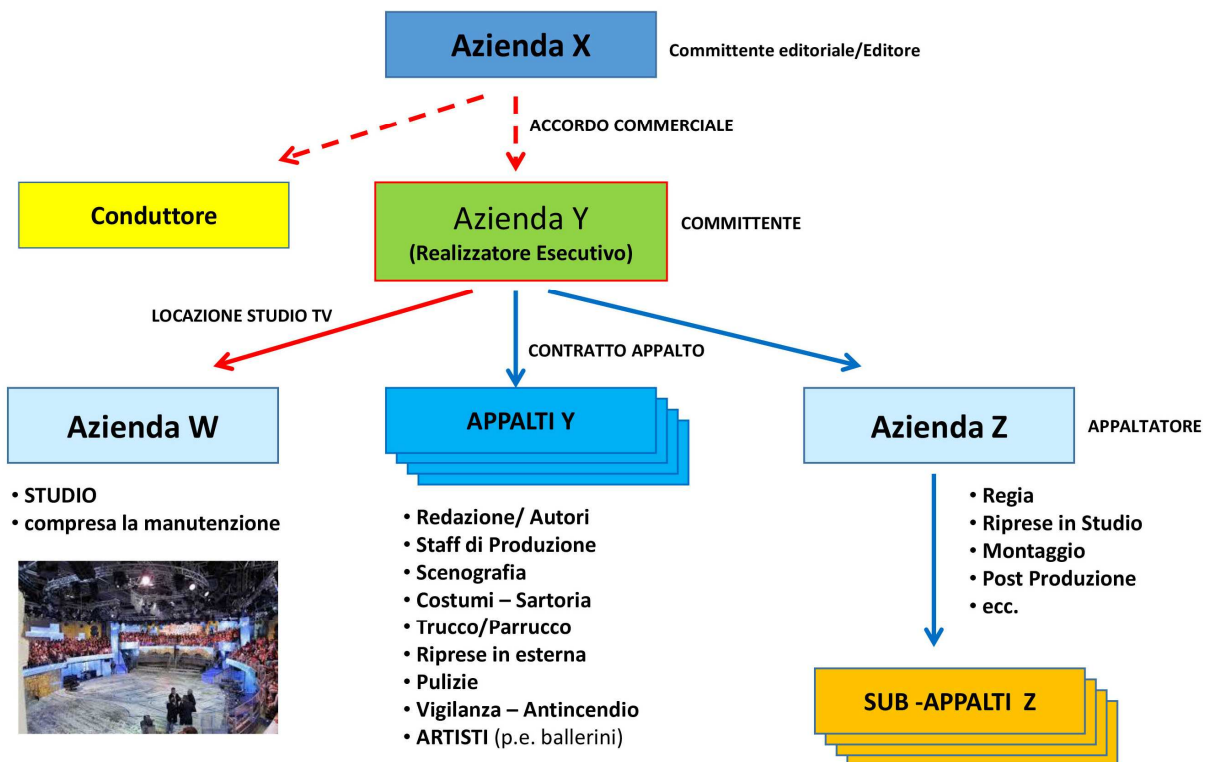 Azienda X
Committente editoriale/Editore
ACCORDO COMMERCIALE
Conduttore
Azienda Y
(Realizzatore Esecutivo)
COMMITTENTE
LOCAZIONE STUDIO TV
CONTRATTO APPALTO
Azienda W
APPALTI Y
Azienda Z
APPALTATORE
• STUDIO
• compresa la manutenzione
• Redazione/ Autori
• Staff di Produzione
• Scenografia
• Costumi – Sartoria
• Trucco/Parrucco
• Riprese in esterna
• Pulizie
• Vigilanza – Antincendio
• ARTISTI (p.e. ballerini)
• Regia
• Riprese in Studio
• Montaggio
• Post Produzione
• ecc.
SUB -APPALTI Z